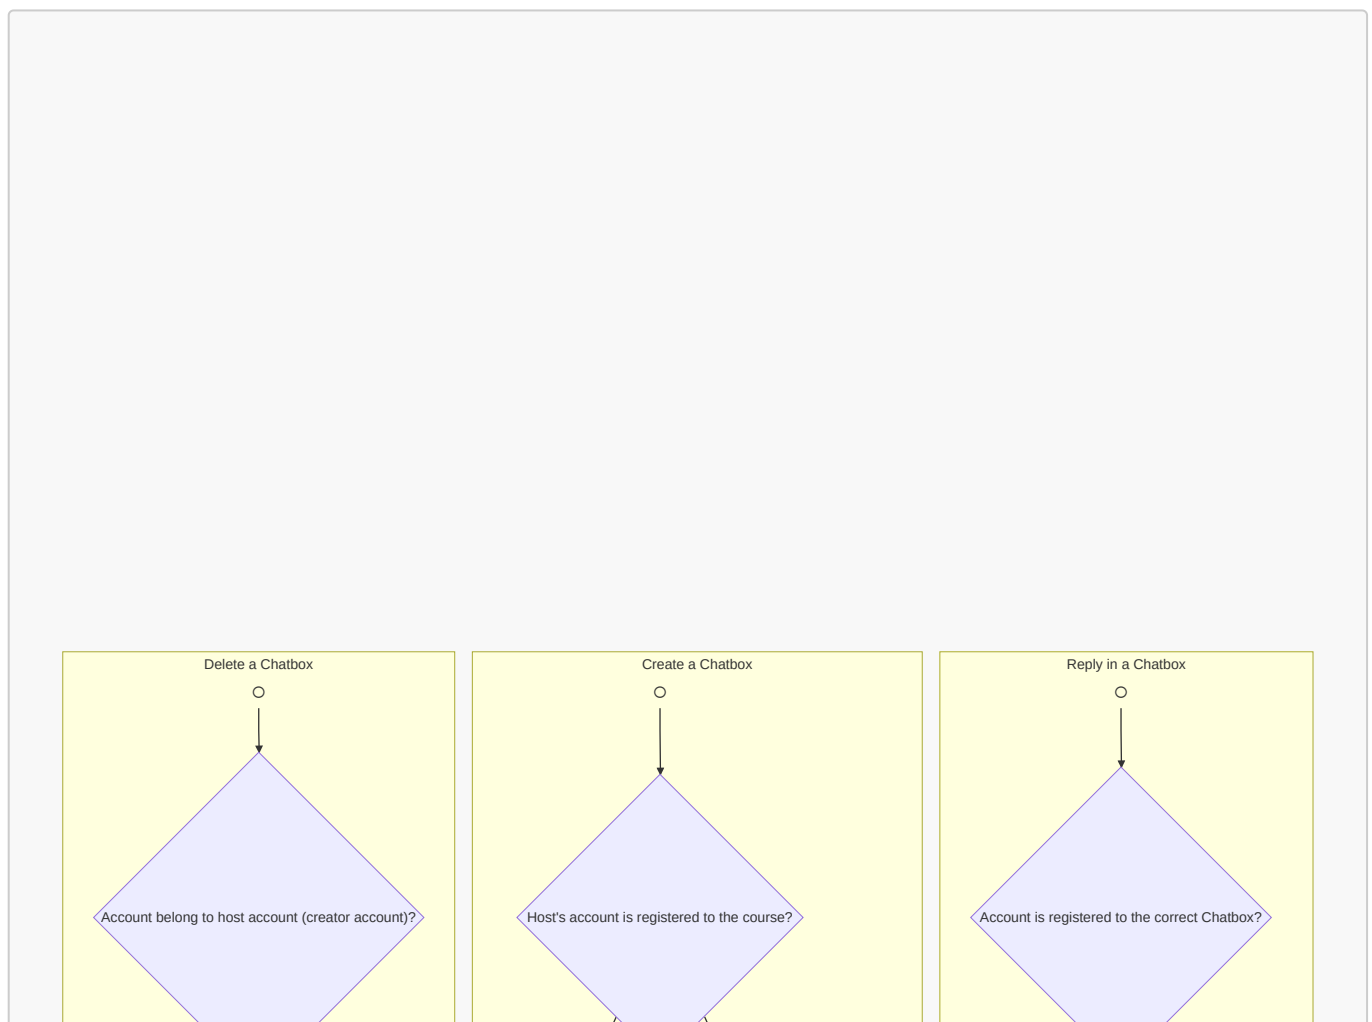 Delete a Chatbox
Create a Chatbox
Reply in a Chatbox
Account belong to host account (creator account)?
Host's account is registered to the course?
Account is registered to the correct Chatbox?